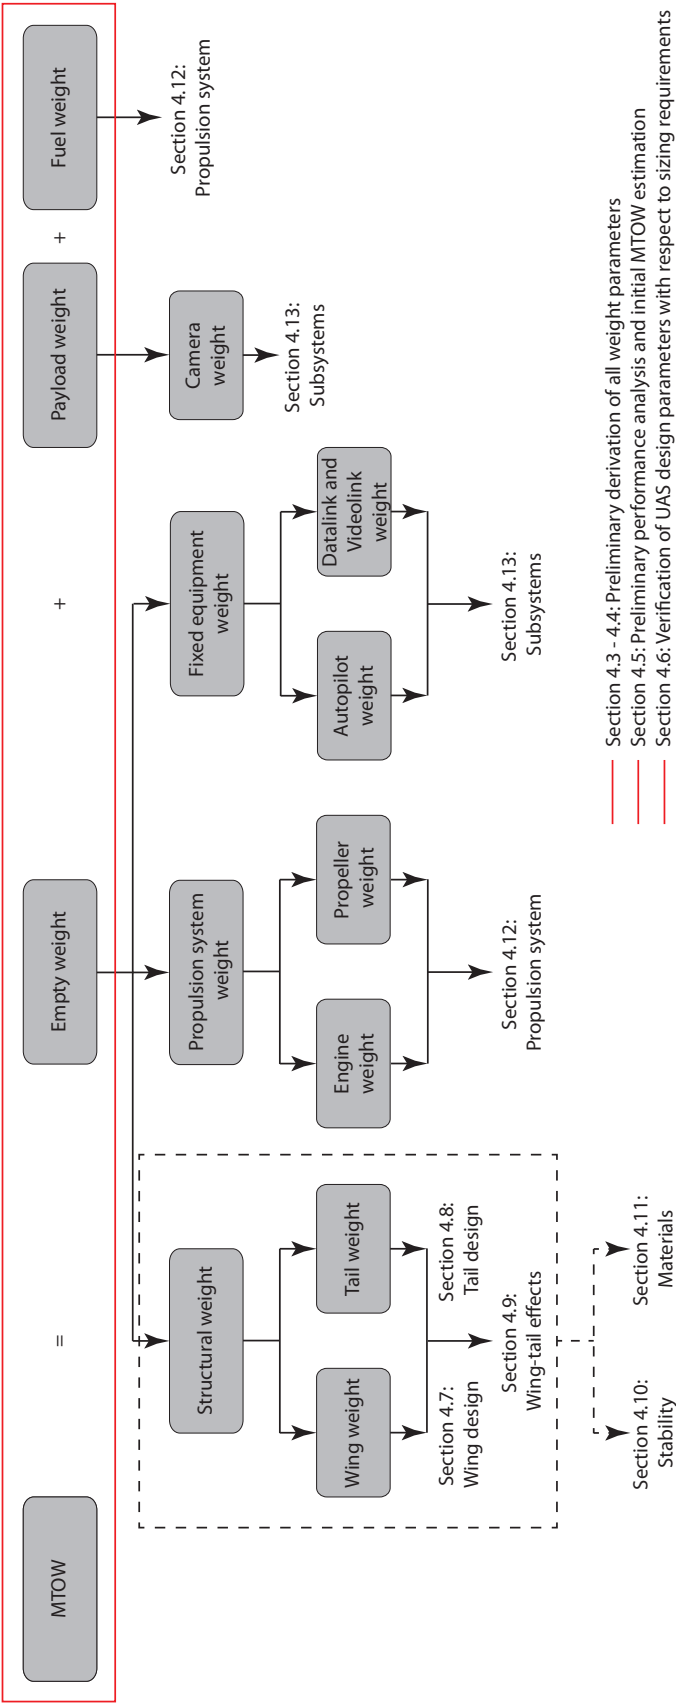 MTOW
=
Empty weight
+
Payload weight
+
Fuel weight
Structural weight
Propulsion system
weight
Fixed equipment
weight
Camera
weight
Section 4.12:
Propulsion system
Wing weight
Tail weight
Engine
weight
Propeller
weight
Autopilot
weight
Datalink and
Videolink
weight
Section 4.13:
Subsystems
Section 4.7:
Wing design
Section 4.8:
Tail design
Section 4.9:
Wing-tail effects
Section 4.12:
Propulsion system
Section 4.13:
Subsystems
Section 4.10:
Stability
Section 4.11:
Materials
Section 4.3 - 4.4: Preliminary derivation of all weight parameters
Section 4.5: Preliminary performance analysis and initial MTOW estimation
Section 4.6: Verification of UAS design parameters with respect to sizing requirements